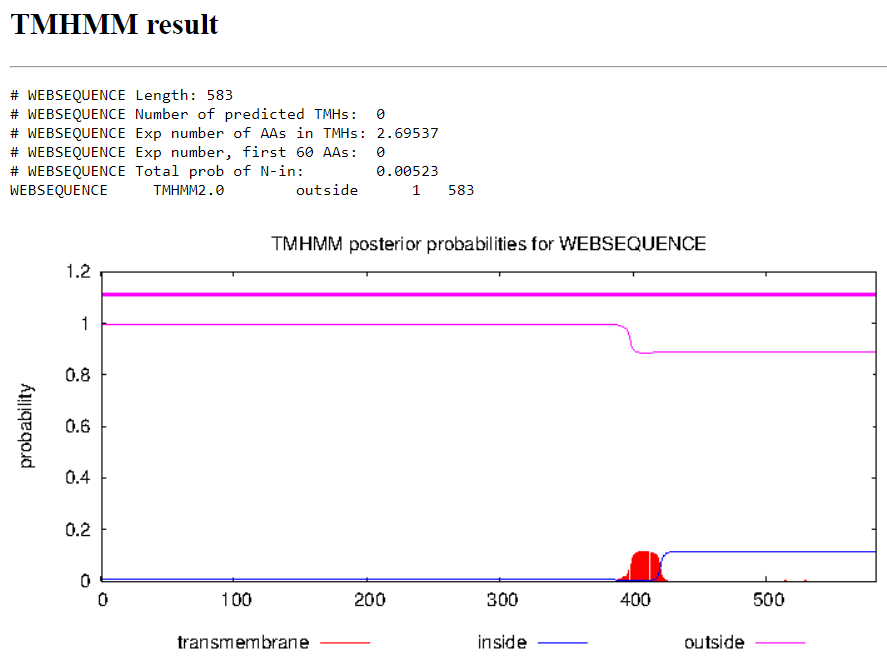 TMHMM result
# WEBSEQUENCE Length: 583
# WEBSEQUENCE Number of predicted TMHs:  0
# WEBSEQUENCE Exp number of AAs in TMHs: 2.69537
# WEBSEQUENCE Exp number, first 60 AAs:  0
# WEBSEQUENCE Total prob of N-in:        0.00523
WEBSEQUENCE     TMHMM2.0        outside      1   583
TMHMM posterior probabilities for WEBSEQUENCE
1.2
1
0.8
0.6
0.4
0.2
0
probability
0 100 200 300 400 500
transmembrane inside outside